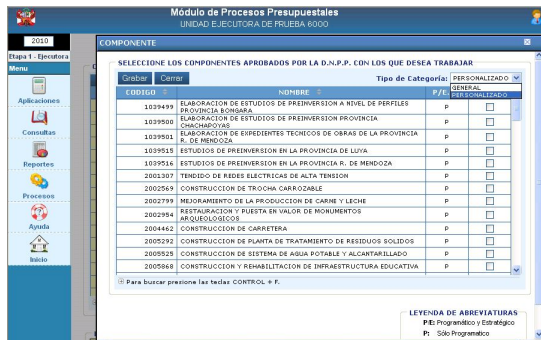 Módulo de Procesos Presupuestales
UNIDAD EJECUTORA DE PRUEBA 6000
2010
Etapa 1 - Ejecutora
Menu
Aplicaciones
Consultas
Reportes
Procesos
Ayuda
Inicio
COMPONENTE
SELECCIONE LOS COMPONENTES APROBADOS POR LA D.N.P.P. CON LOS QUE DESEA TRABAJAR
Grabar Cerrar Tipo de Categoría: PERSONALIZADO
GENERAL
PERSONALIZADO
CODIGO NOMBRE P/E
1039499 ELABORACION DE ESTUDIOS DE PREINVERSION A NIVEL DE PERFILES PROVINCIA BONGARA P
1039500 ELABORACION DE ESTUDIOS DE PREINVERSION PROVINCIA CHACHAPOYAS P
1039501 ELABORACION DE EXPEDIENTES TECNICOS DE OBRAS DE LA PROVINCIA R. DE MENDOZA P
1039515 ESTUDIOS DE PREINVERSION EN LA PROVINCIA DE LUYA P
1039516 ESTUDIOS DE PREINVERSION EN LA PROVINCIA R. DE MENDOZA P
2001307 TENDIDO DE REDES ELECTRICAS DE ALTA TENSION P
2002569 CONSTRUCCION DE TROCHA CARROZABLE P
2002799 MEJORAMIENTO DE LA PRODUCCION DE CARNE Y LECHE P
2002954 RESTAURACION Y PUESTA EN VALOR DE MONUMENTOS ARQUEOLOGICOS P
2004462 CONSTRUCCION DE CARRETERA P
2005292 CONSTRUCCION DE PLANTA DE TRATAMIENTO DE RESIDUOS SOLIDOS P
2005525 CONSTRUCCION DE SISTEMA DE AGUA POTABLE Y ALCANTARILLADO P
2005868 CONSTRUCCION Y REHABILITACION DE INFRAESTRUCTURA EDUCATIVA P
Para buscar presione las teclas CONTROL + F.
LEYENDA DE ABREVIATURAS
P/E: Programático y Estratégico
P: Sólo Programatico